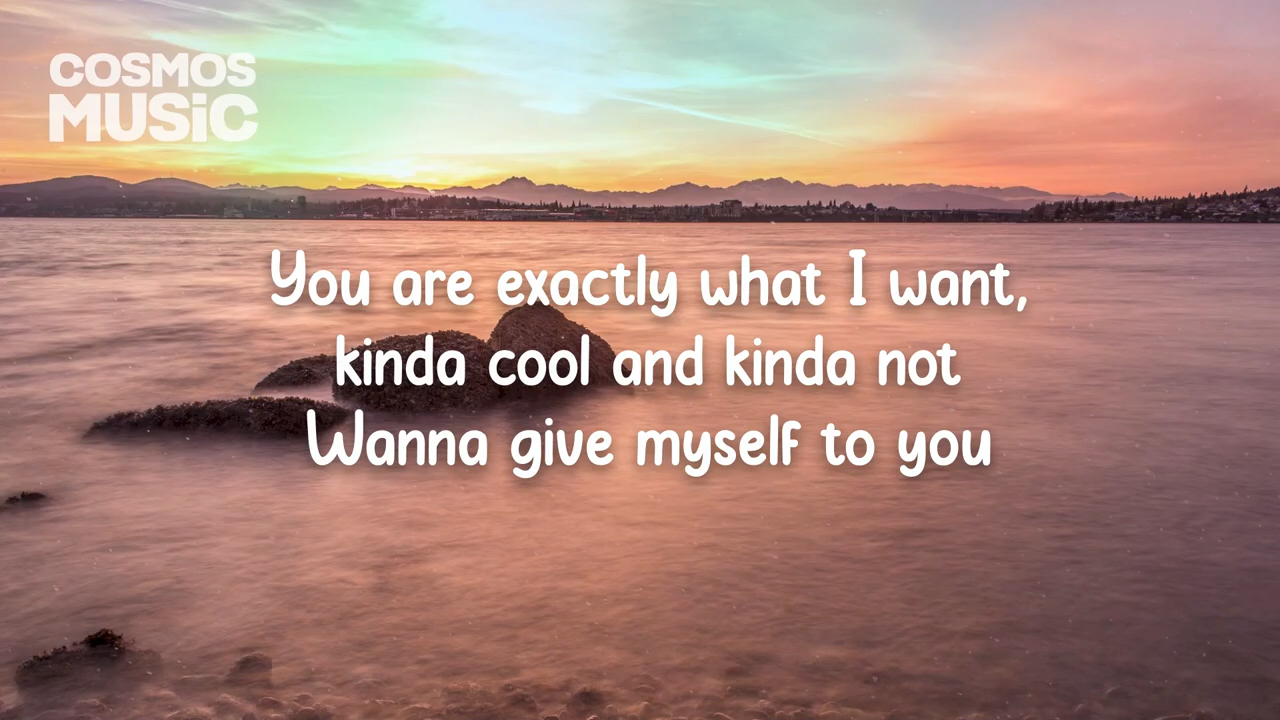 COSMOS
MUSiC
You are exactly what I want,
kinda cool and kinda not
Wanna give myself to you